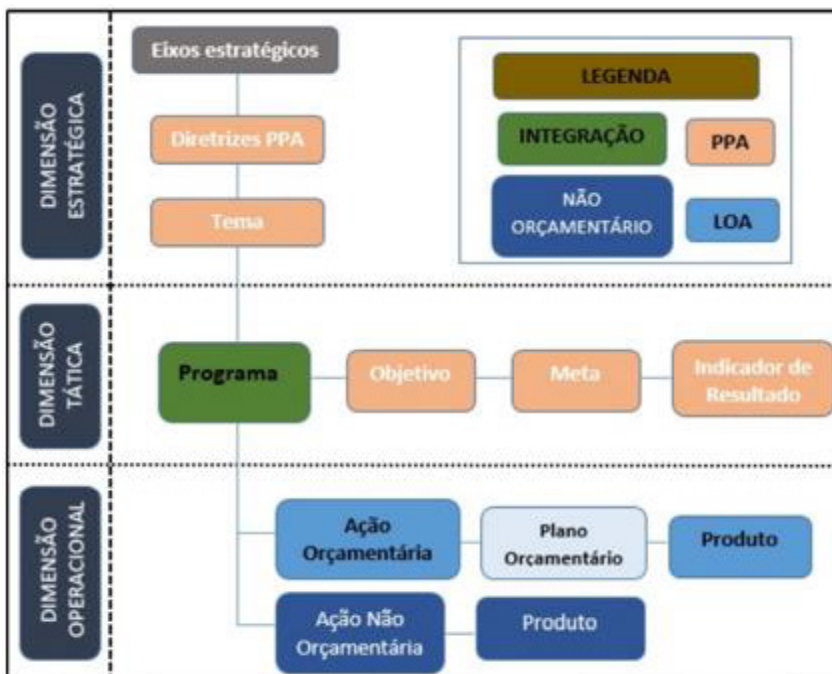 DIMENSÃO
ESTRATÉGICA
Eixos estratégicos
Diretrizes PPA
Tema
LEGENDA
INTEGRAÇÃO
PPA
NÃO
ORÇAMENTÁRIO
LOA
DIMENSÃO
TÁTICA
Programa
Objetivo
Meta
Indicador de
Resultado
DIMENSÃO
OPERACIONAL
Ação
Orçamentária
Plano
Orçamentário
Produto
Ação Não
Orçamentária
Produto